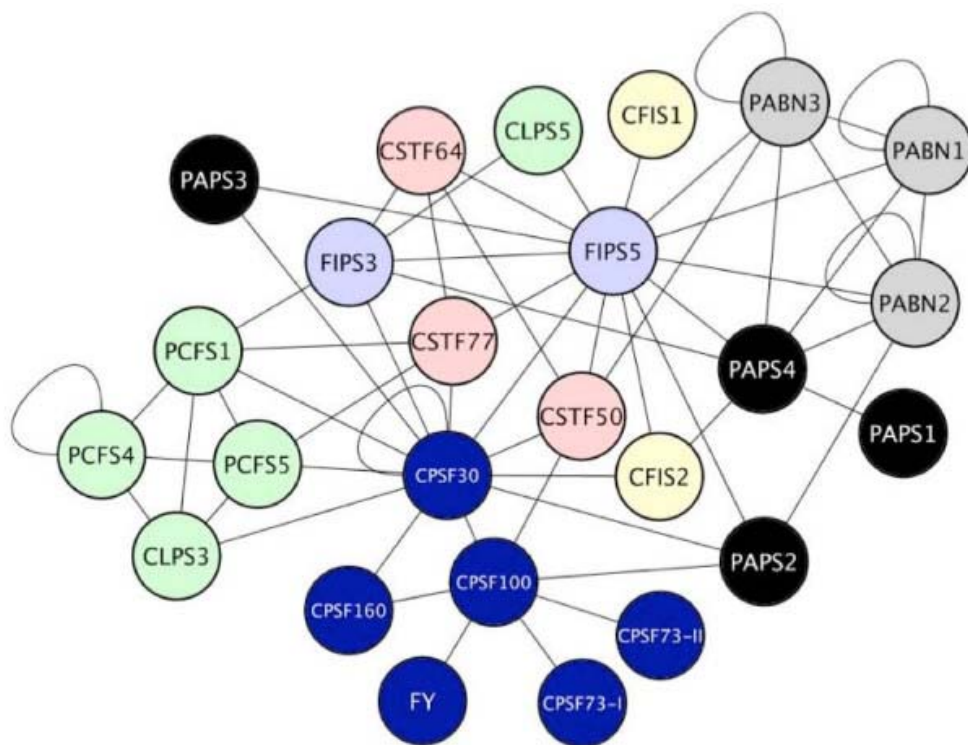 PABN3
CFIS1
CLPS5
CSTF64
PABN1
PAPS3
FIPS5
FIPS3
PABN2
CSTF77
PCFS1
PAPS4
CSTF50
PAPS1
PCFS4
PCFS5
CPSF30
CFIS2
CLPS3
PAPS2
CPSF100
CPSF160
CPSF73-II
FY
CPSF73-I